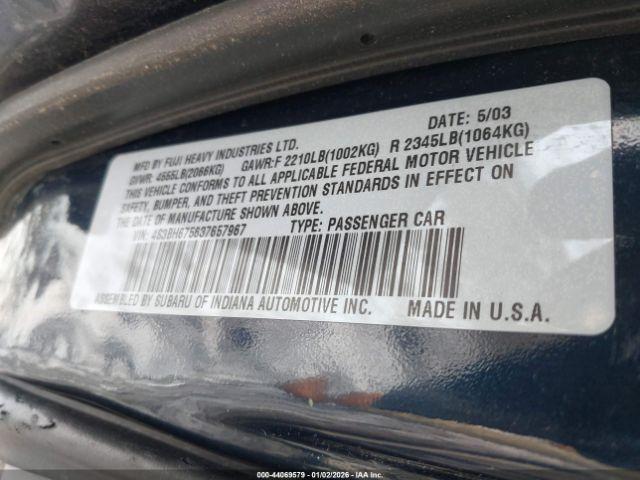 MFD BY FUJI HEAVY INDUSTRIES LTD. DATE: 5/03
GVWR: 4555LB(2066KG) GAWR:F 2210LB(1002KG) R 2345LB(1064KG)
THIS VEHICLE CONFORMS TO ALL APPLICABLE FEDERAL MOTOR VEHICLE
SAFETY, BUMPER, AND THEFT PREVENTION STANDARDS IN EFFECT ON
THE DATE OF MANUFACTURE SHOWN ABOVE.
VIN: 4S3BH675637657967 TYPE: PASSENGER CAR
ASSEMBLED BY SUBARU OF INDIANA AUTOMOTIVE INC. MADE IN U.S.A.
000-44069579 | 01/02/2026 - IAAI.COM